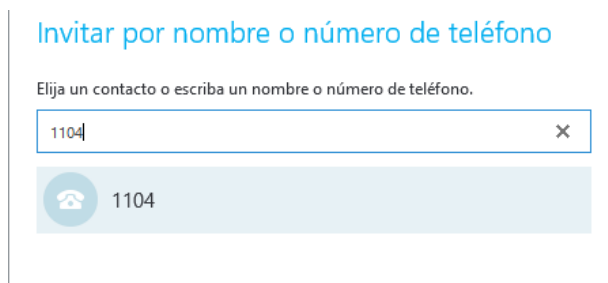 Invitar por nombre o número de teléfono
Elija un contacto o escriba un nombre o número de teléfono.
1104
1104